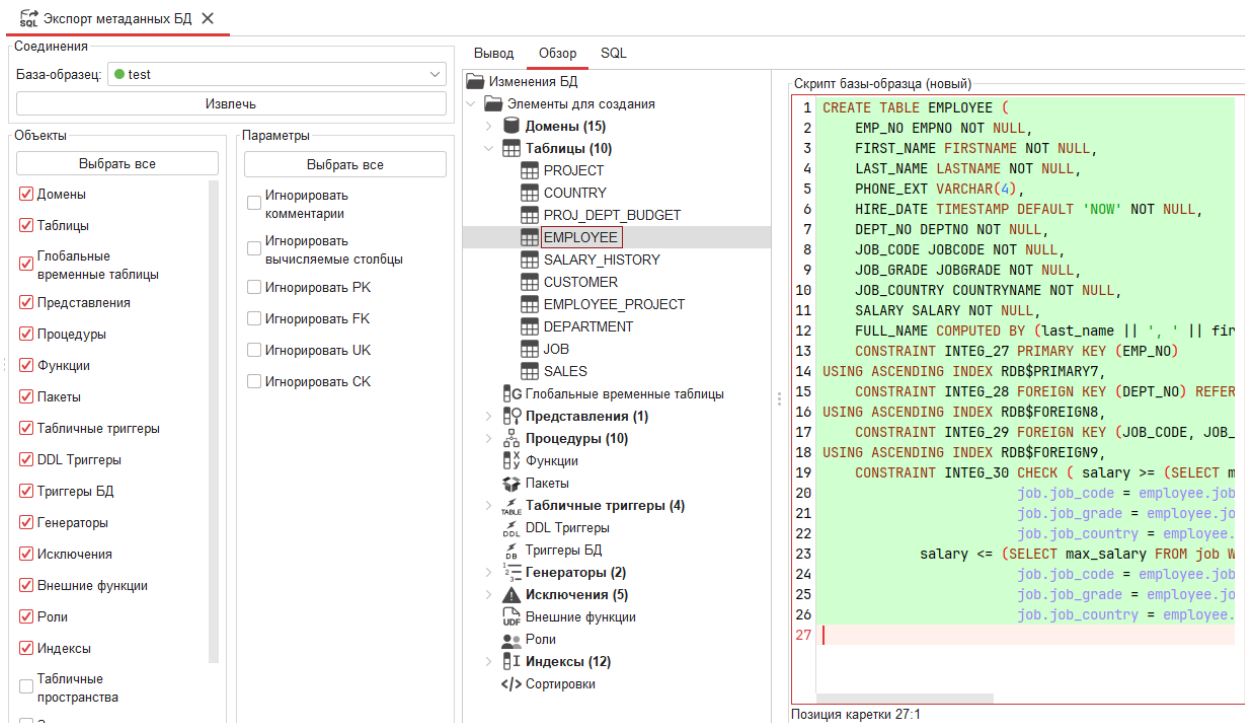 SQL Экспорт метаданных БД
Соединения
База-образец: test
Извлечь
Объекты
Выбрать все
Домены
Таблицы
Глобальные
временные таблицы
Представления
Процедуры
Функции
Пакеты
Табличные триггеры
DDL Триггеры
Триггеры БД
Генераторы
Исключения
Внешние функции
Роли
Индексы
Табличные
пространства
Параметры
Выбрать все
Игнорировать
комментарии
Игнорировать
вычисляемые столбцы
Игнорировать PK
Игнорировать FK
Игнорировать UK
Игнорировать CK
Вывод Обзор SQL
Изменения БД
Элементы для создания
Домены (15)
Таблицы (10)
PROJECT
COUNTRY
PROJ_DEPT_BUDGET
EMPLOYEE
SALARY_HISTORY
CUSTOMER
EMPLOYEE_PROJECT
DEPARTMENT
JOB
SALES
G Глобальные временные таблицы
Представления (1)
Процедуры (10)
Функции
Пакеты
TABLE Табличные триггеры (4)
DDL DDL Триггеры
DB Триггеры БД
Генераторы (2)
Исключения (5)
UDF Внешние функции
Роли
Индексы (12)
Сортировки
Скрипт базы-образца (новый)
1 CREATE TABLE EMPLOYEE (
2 EMP_NO EMPNO NOT NULL,
3 FIRST_NAME FIRSTNAME NOT NULL,
4 LAST_NAME LASTNAME NOT NULL,
5 PHONE_EXT VARCHAR(4),
6 HIRE_DATE TIMESTAMP DEFAULT 'NOW' NOT NULL,
7 DEPT_NO DEPTNO NOT NULL,
8 JOB_CODE JOBCODE NOT NULL,
9 JOB_GRADE JOBGRADE NOT NULL,
10 JOB_COUNTRY COUNTRYNAME NOT NULL,
11 SALARY SALARY NOT NULL,
12 FULL_NAME COMPUTED BY (last_name || ', ' || fir
13 CONSTRAINT INTEG_27 PRIMARY KEY (EMP_NO)
14 USING ASCENDING INDEX RDB$PRIMARY7,
15 CONSTRAINT INTEG_28 FOREIGN KEY (DEPT_NO) REFER
16 USING ASCENDING INDEX RDB$FOREIGN8,
17 CONSTRAINT INTEG_29 FOREIGN KEY (JOB_CODE, JOB_
18 USING ASCENDING INDEX RDB$FOREIGN9,
19 CONSTRAINT INTEG_30 CHECK ( salary >= (SELECT m
20 job.job_code = employee.job
21 job.job_grade = employee.jo
22 job.job_country = employee.
23 salary <= (SELECT max_salary FROM job W
24 job.job_code = employee.job
25 job.job_grade = employee.jo
26 job.job_country = employee.
27
Позиция каретки 27:1